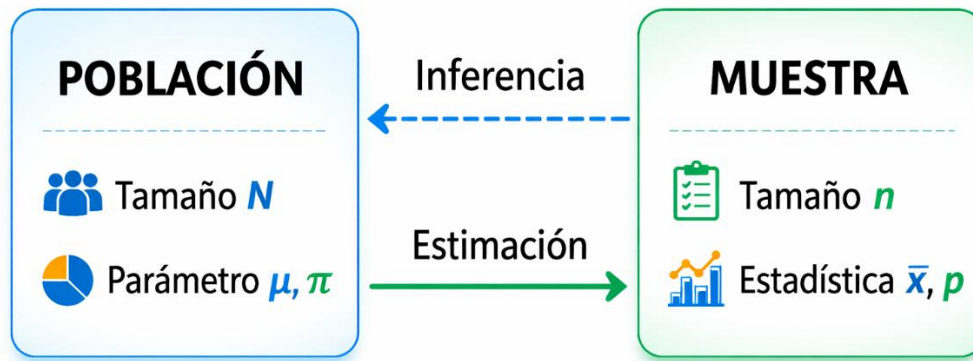 POBLACIÓN
Tamaño N
Parámetro μ, π
Inferencia
Estimación
MUESTRA
Tamaño n
Estadística x̅, p